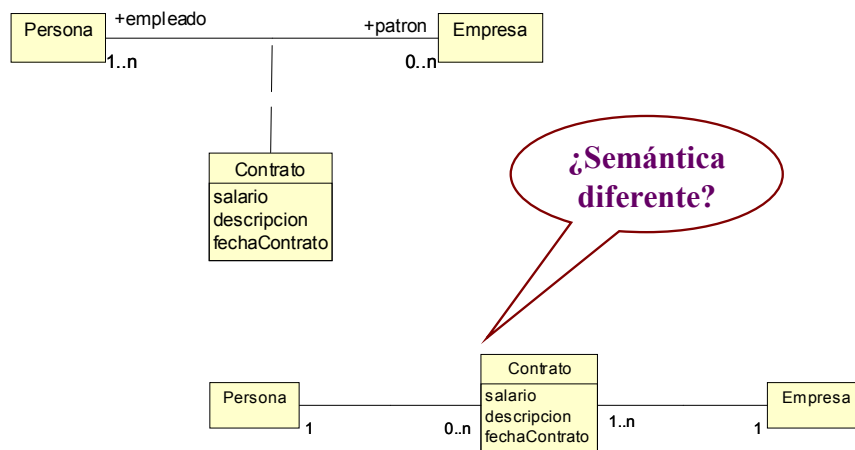 Persona
+empleado
+patron
Empresa
1..n
0..n
Contrato
salario
descripcion
fechaContrato
¿Semántica
diferente?
Persona
Contrato
Empresa
salario
descripcion
fechaContrato
1
0..n
1..n
1